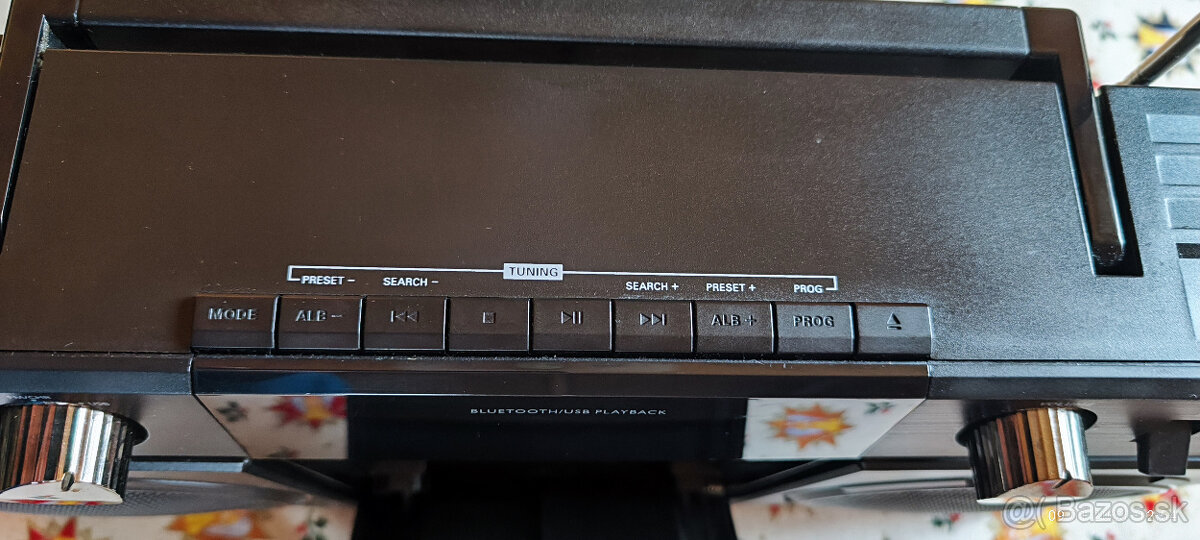 TUNING
PRESET – SEARCH – SEARCH + PRESET + PROG
MODE ALB – ALB + PROG
BLUETOOTH/USB PLAYBACK
Bazos.sk